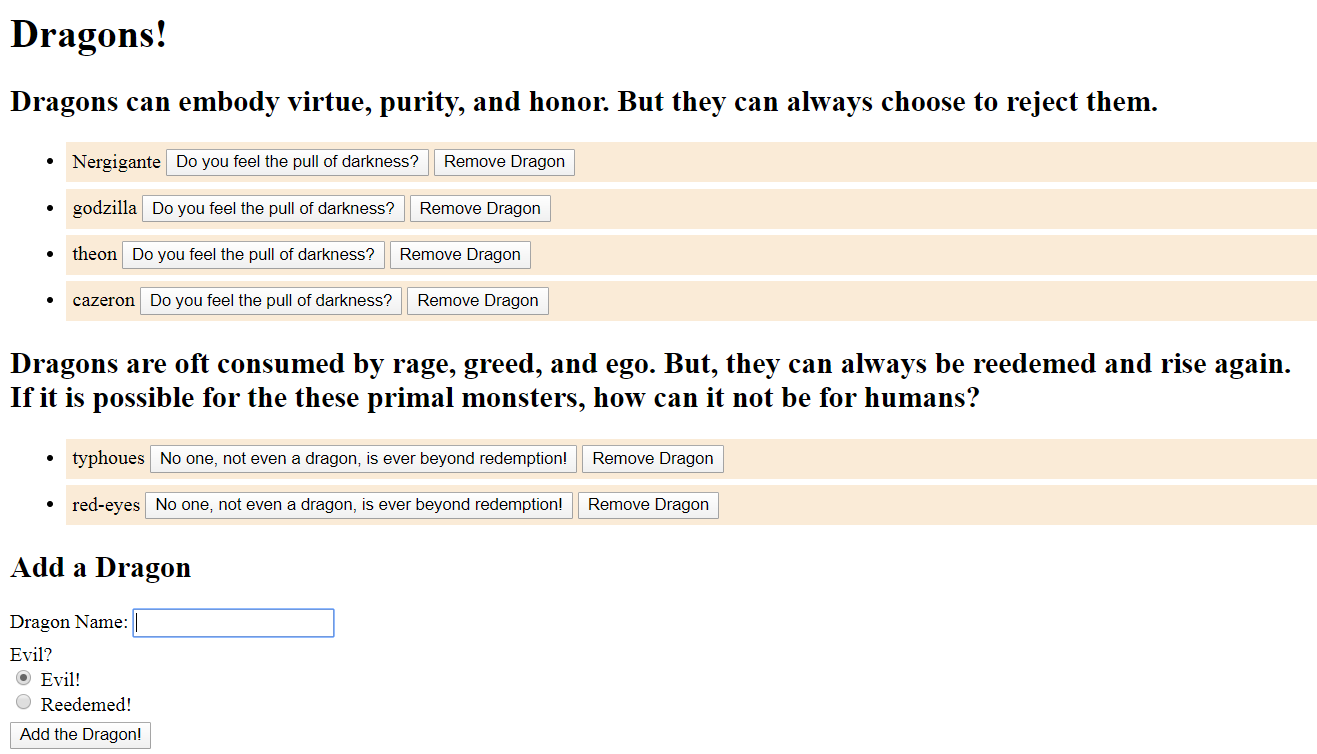 Dragons!
Dragons can embody virtue, purity, and honor. But they can always choose to reject them.
Nergigante Do you feel the pull of darkness? Remove Dragon
godzilla Do you feel the pull of darkness? Remove Dragon
theon Do you feel the pull of darkness? Remove Dragon
cazeron Do you feel the pull of darkness? Remove Dragon
Dragons are oft consumed by rage, greed, and ego. But, they can always be reedemed and rise again.
If it is possible for the these primal monsters, how can it not be for humans?
typhoues No one, not even a dragon, is ever beyond redemption! Remove Dragon
red-eyes No one, not even a dragon, is ever beyond redemption! Remove Dragon
Add a Dragon
Dragon Name:
Evil?
Evil!
Reedemed!
Add the Dragon!